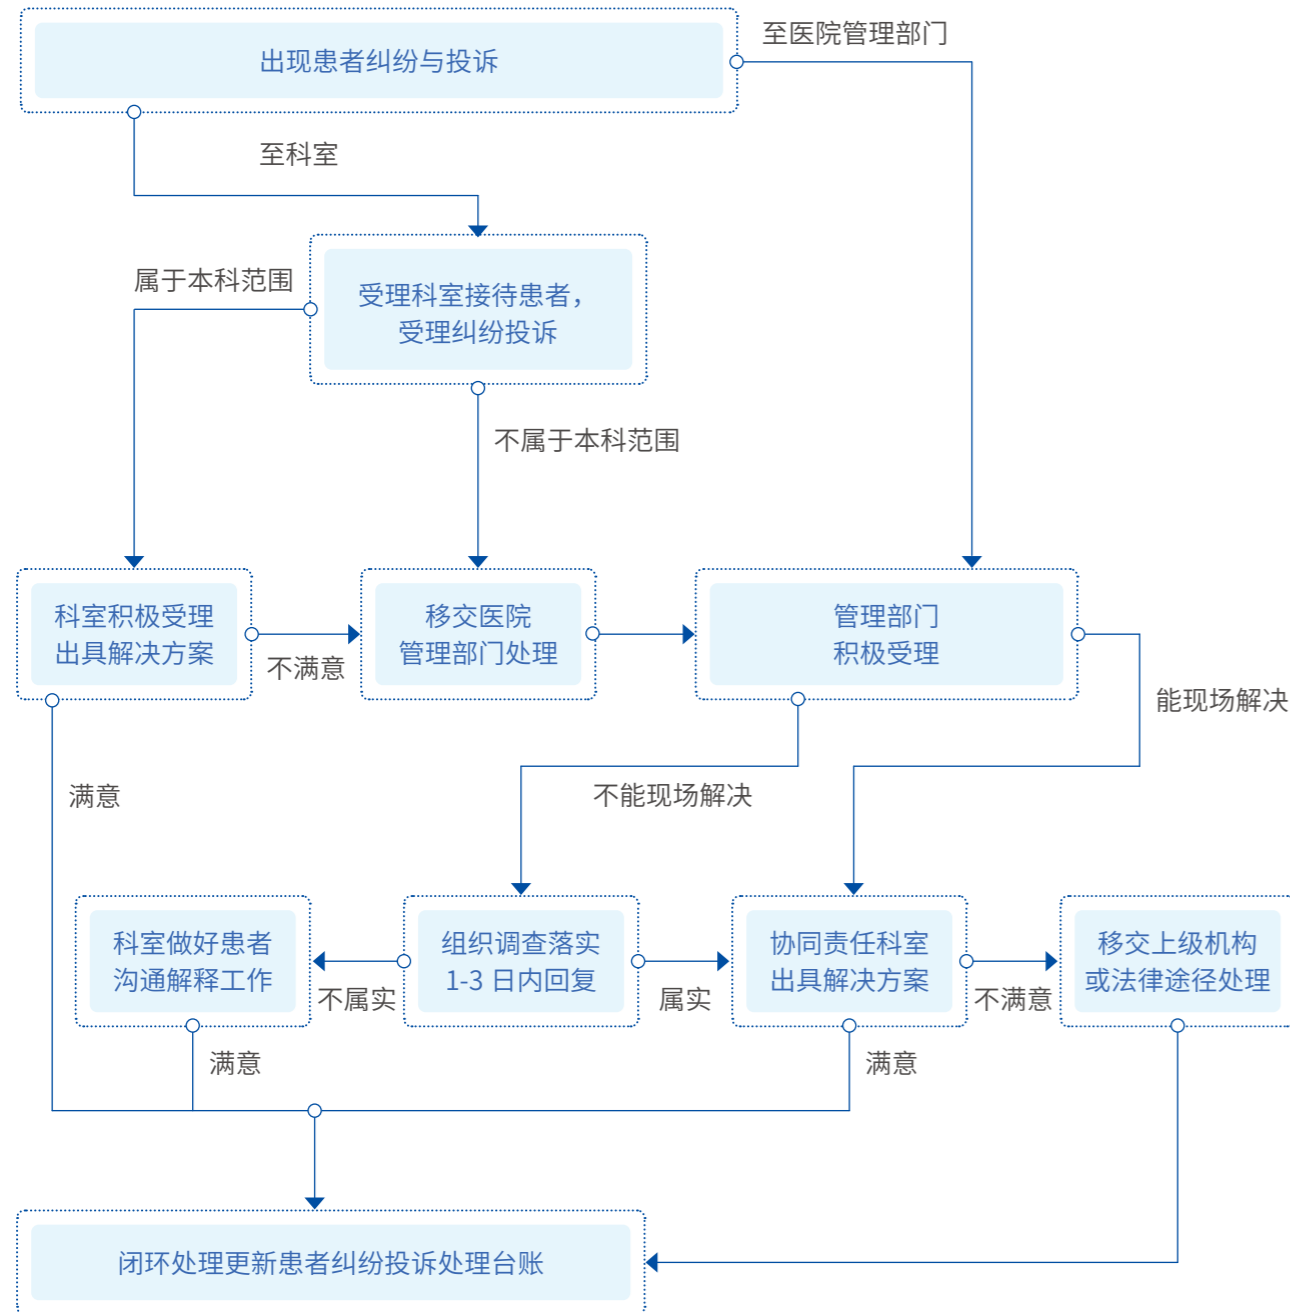 出现患者纠纷与投诉
至医院管理部门
至科室
属于本科范围
受理科室接待患者，
受理纠纷投诉
不属于本科范围
科室积极受理
出具解决方案
不满意
移交医院
管理部门处理
管理部门
积极受理
能现场解决
满意
不能现场解决
科室做好患者
沟通解释工作
不属实
组织调查落实
1-3 日内回复
属实
协同责任科室
出具解决方案
不满意
移交上级机构
或法律途径处理
满意
满意
闭环处理更新患者纠纷投诉处理台账